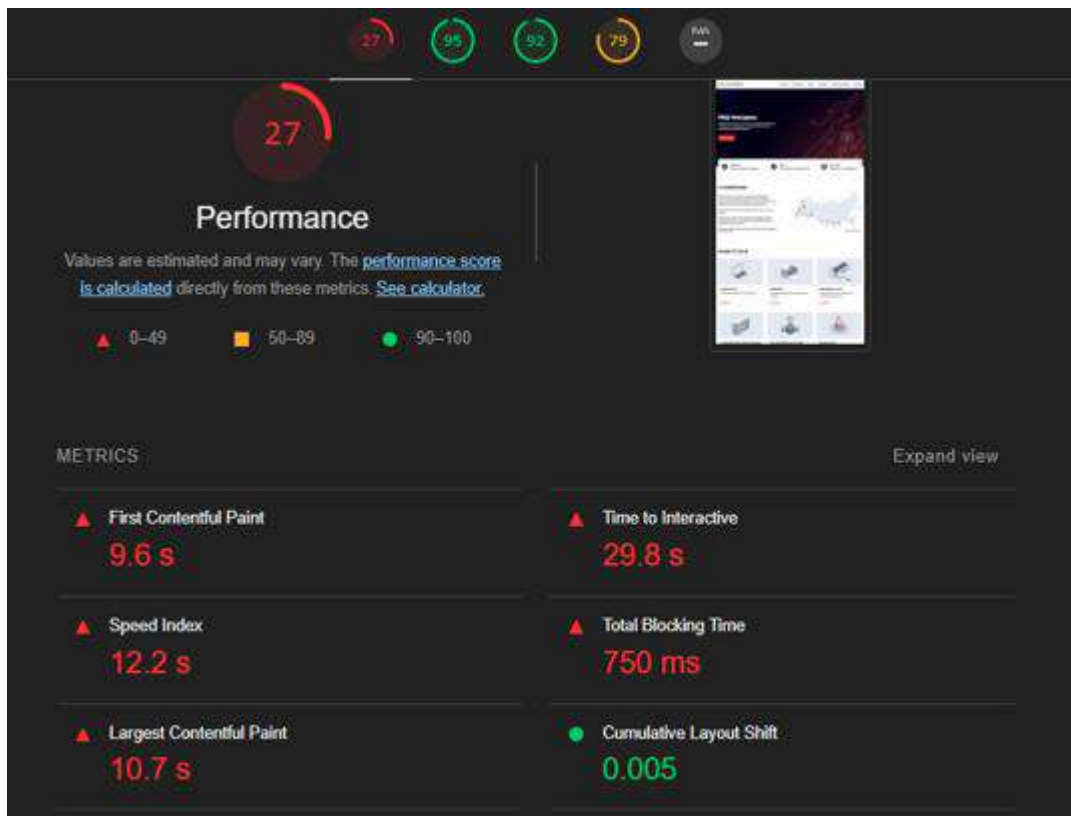 27
95
92
79
PWA
27
Performance
Values are estimated and may vary. The performance score
is calculated directly from these metrics. See calculator.
0–49
50–89
90–100
METRICS
Expand view
First Contentful Paint
9.6 s
Time to Interactive
29.8 s
Speed Index
12.2 s
Total Blocking Time
750 ms
Largest Contentful Paint
10.7 s
Cumulative Layout Shift
0.005